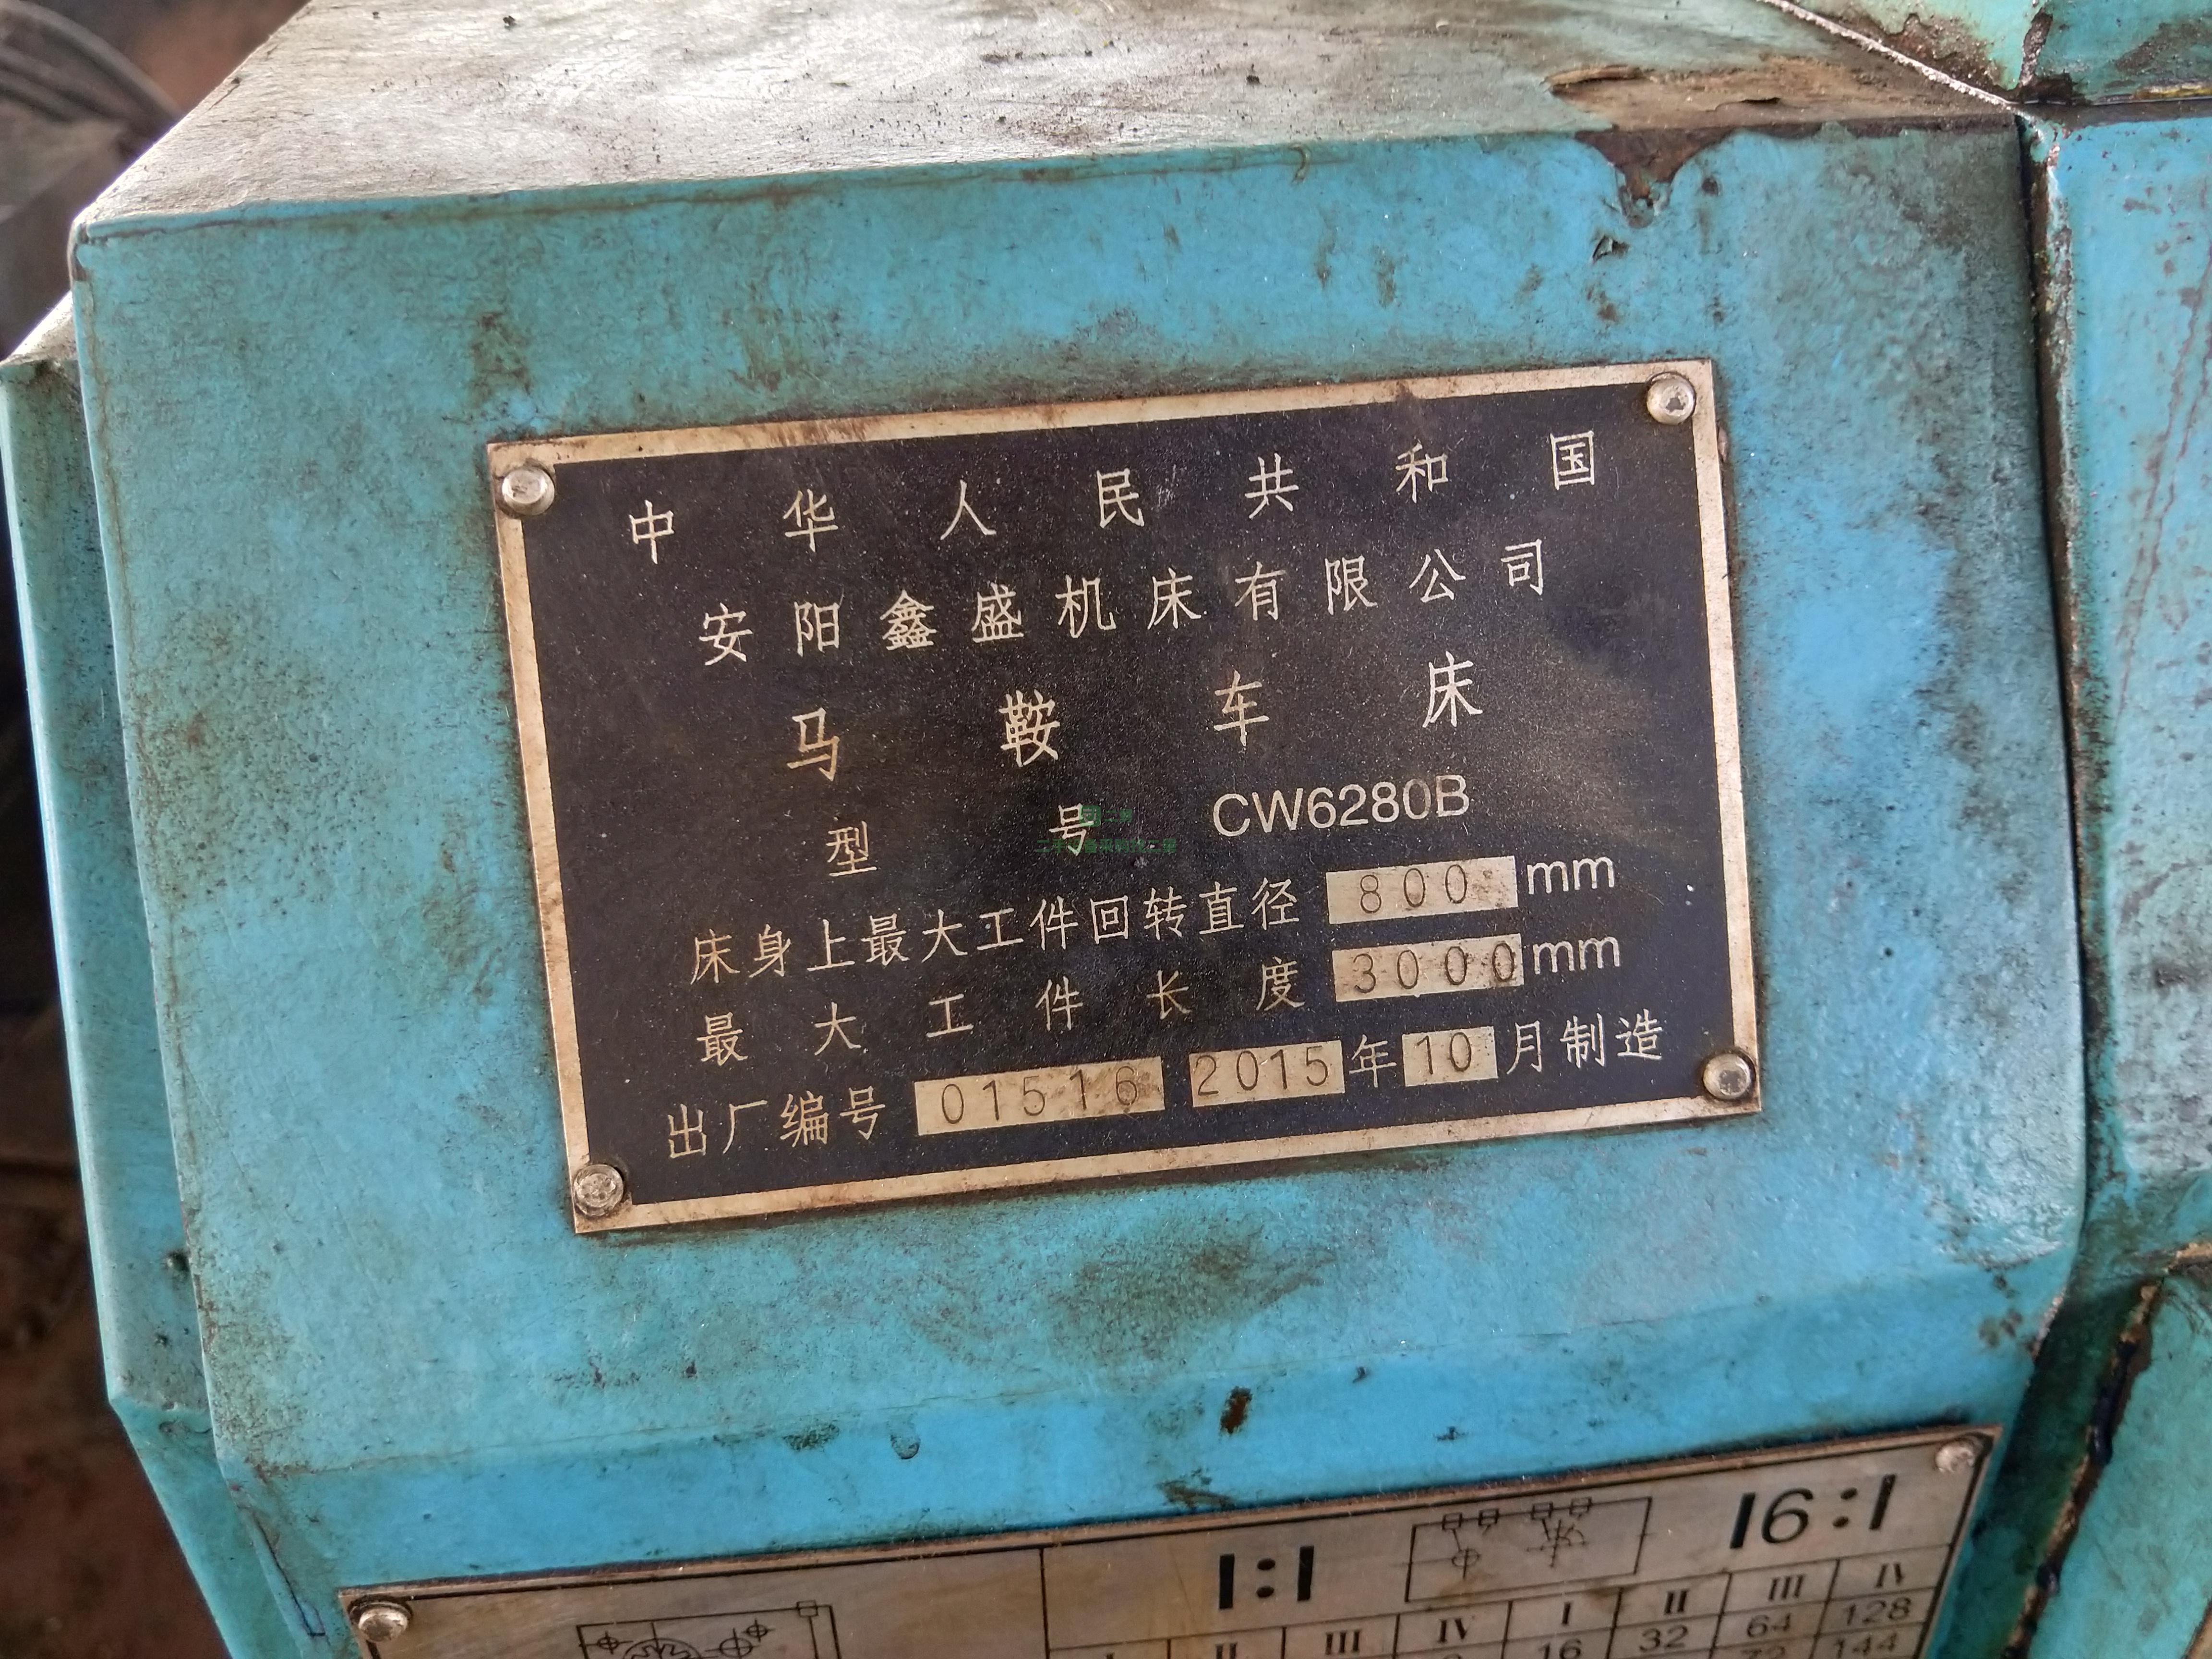 中华人民共和国
安阳鑫盛机床有限公司
马鞍车床
型号 CW6280B
床身上最大工件回转直径 800 mm
最大工件长度 3000 mm
出厂编号 01516 2015年10月制造
1:1 16:1
I II III IV I II III IV
16 32 64 128
72 144